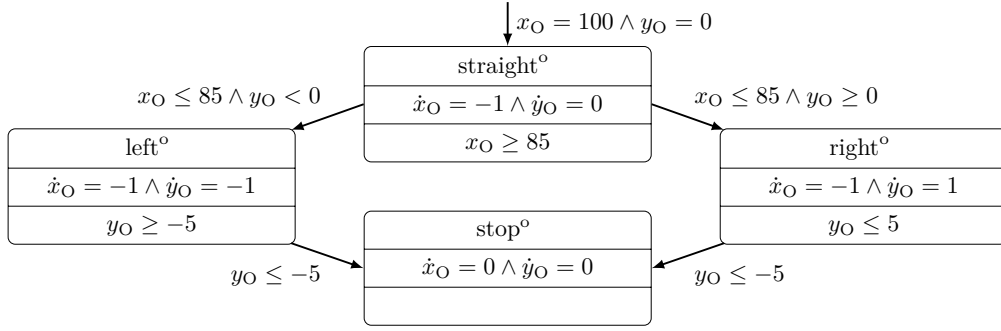 x_O = 100 ∧ y_O = 0
straight°
x_O ≤ 85 ∧ y_O < 0
ẋ_O = −1 ∧ ẏ_O = 0
x_O ≤ 85 ∧ y_O ≥ 0
x_O ≥ 85
left°
right°
ẋ_O = −1 ∧ ẏ_O = −1
ẋ_O = −1 ∧ ẏ_O = 1
y_O ≥ −5
y_O ≤ 5
stop°
y_O ≤ −5
ẋ_O = 0 ∧ ẏ_O = 0
y_O ≤ −5